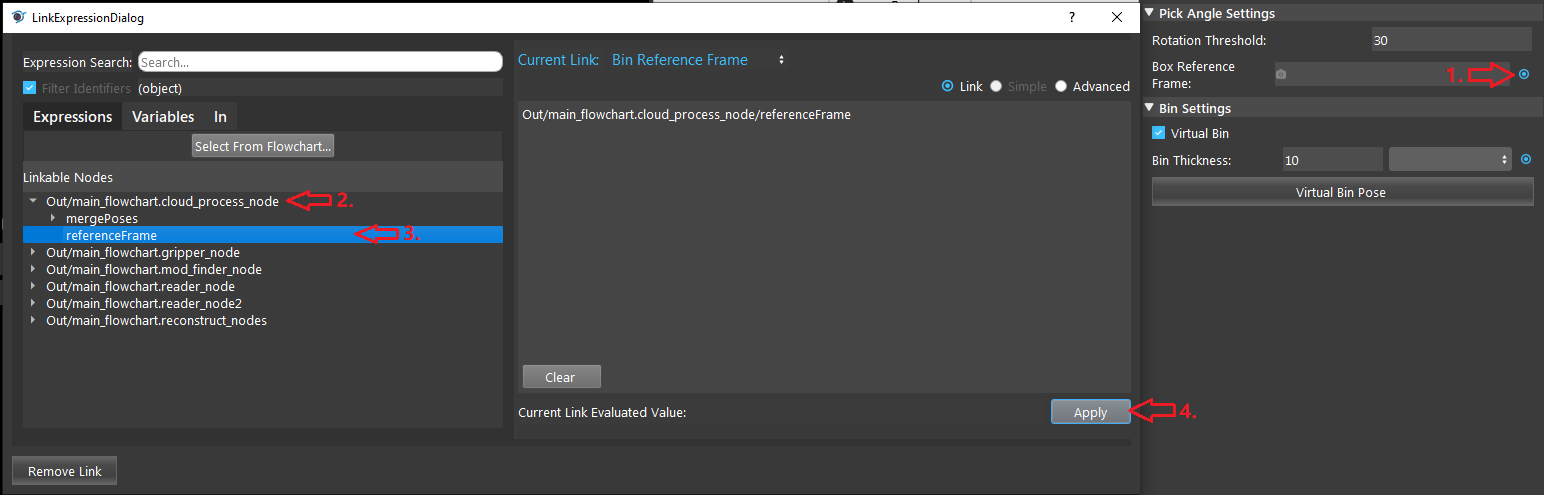 LinkExpressionDialog
?
Expression Search:
Search...
Filter Identifiers (object)
Expressions Variables In
Select From Flowchart...
Linkable Nodes
Out/main_flowchart.cloud_process_node 2.
mergePoses
referenceFrame 3.
Out/main_flowchart.gripper_node
Out/main_flowchart.mod_finder_node
Out/main_flowchart.reader_node
Out/main_flowchart.reader_node2
Out/main_flowchart.reconstruct_nodes
Remove Link
Current Link: Bin Reference Frame
Link Simple Advanced
Out/main_flowchart.cloud_process_node/referenceFrame
Clear
Current Link Evaluated Value:
Apply 4.
Pick Angle Settings
Rotation Threshold: 30
Box Reference
Frame:
1.
Bin Settings
Virtual Bin
Bin Thickness: 10
Virtual Bin Pose